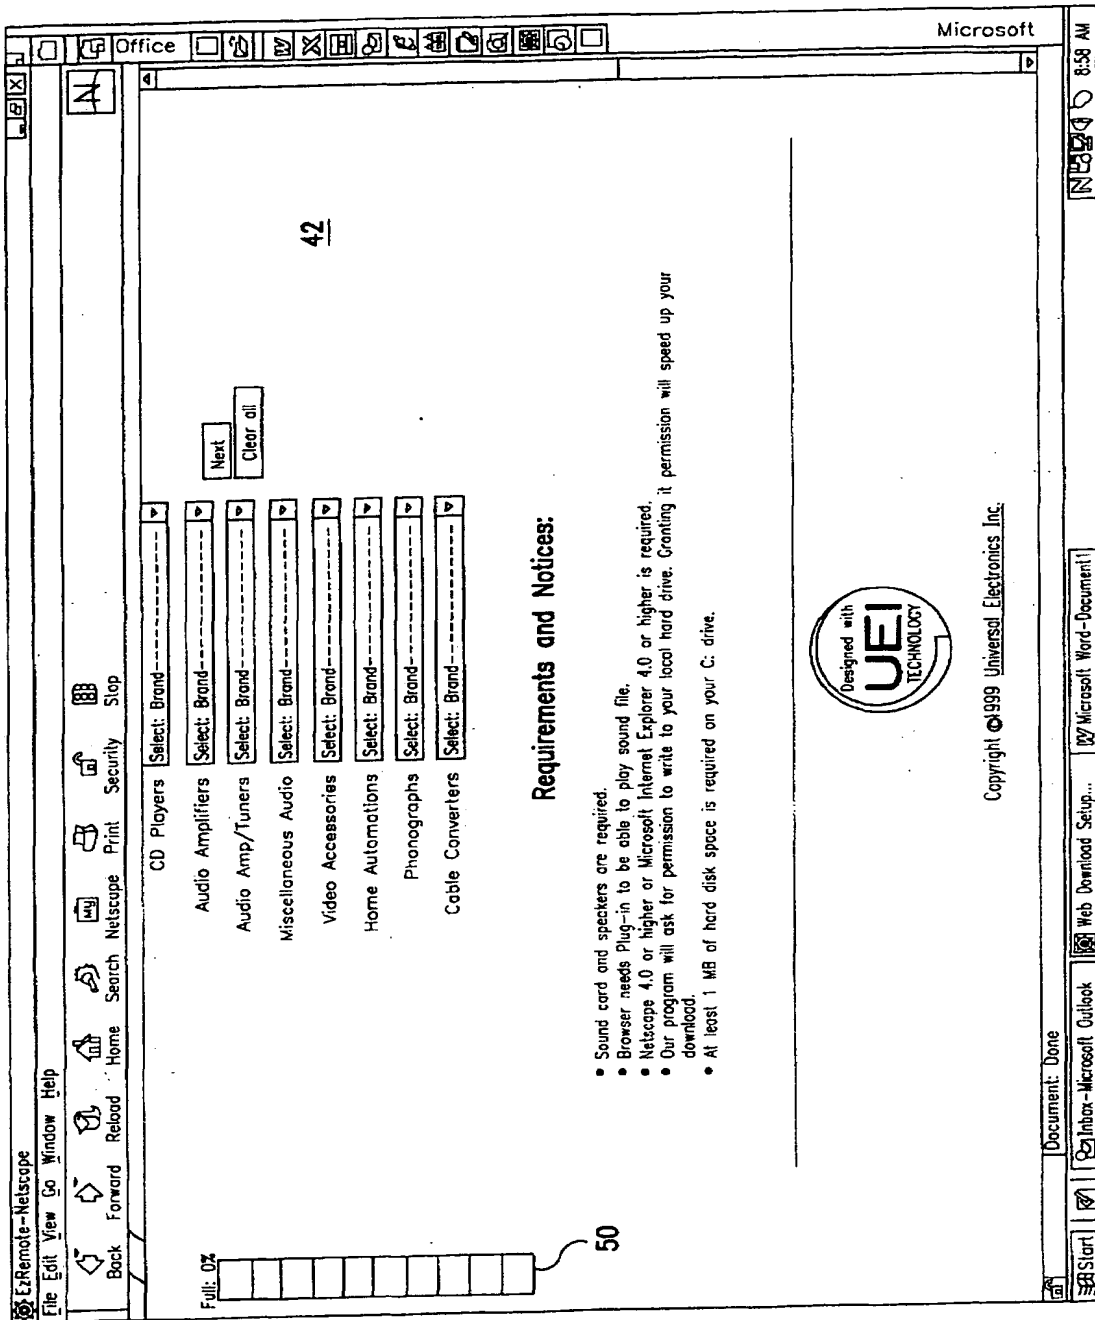 EzRemote-Netscape
File Edit View Go Window Help
Back Forward Reload Home Search Netscape Print Security Stop
My
N
Office
W
X
Microsoft
Full: 0%
50
CD Players Select: Brand
Audio Amplifiers Select: Brand
Audio Amp/Tuners Select: Brand
Miscellaneous Audio Select: Brand
Video Accessories Select: Brand
Home Automations Select: Brand
Phonographs Select: Brand
Cable Converters Select: Brand
Next
Clear all
42
Requirements and Notices:
• Sound card and speakers are required.
• Browser needs Plug-in to be able to play sound file.
• Netscape 4.0 or higher or Microsoft Internet Explorer 4.0 or higher is required.
• Our program will ask for permission to write to your local hard drive. Granting it permission will speed up your
download.
• At least 1 MB of hard disk space is required on your C: drive.
Designed with
UEI
TECHNOLOGY
Copyright ©1999 Universal Electronics Inc.
Document: Done
Start Inbox-Microsoft Outlook Web Download Setup... W Microsoft Word-Document1 N 8:58 AM